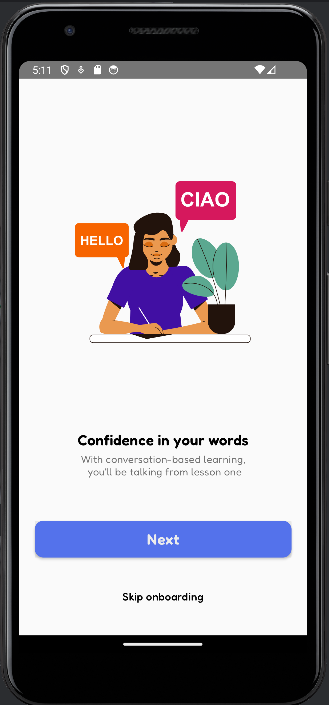 5:11
CIAO
HELLO
Confidence in your words
With conversation-based learning,
you'll be talking from lesson one
Next
Skip onboarding